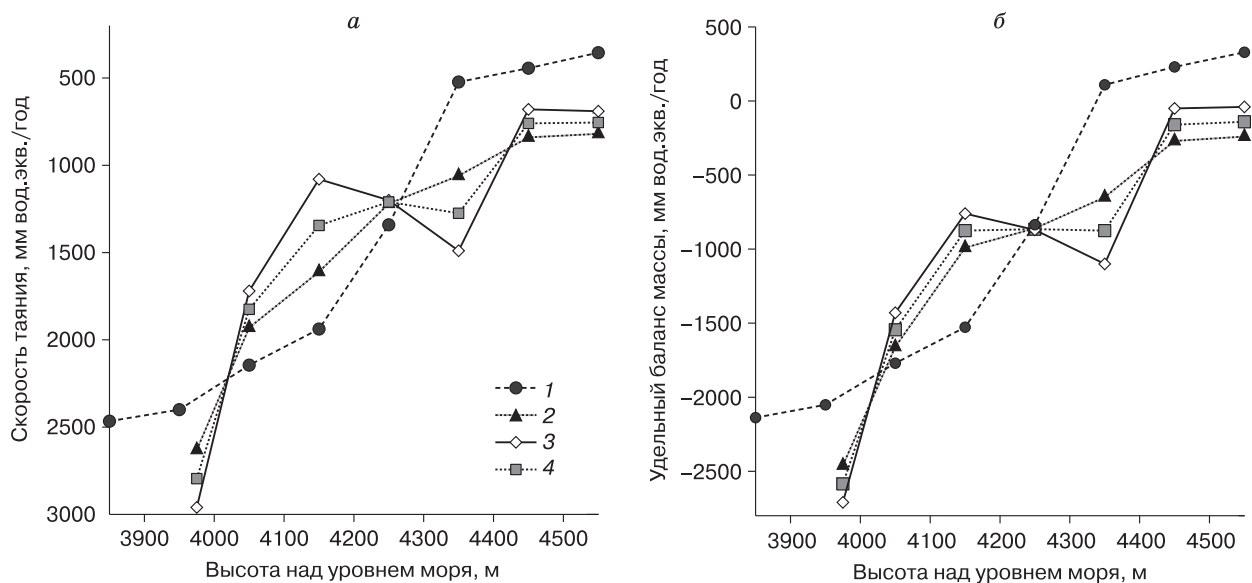 а
Скорость таяния, мм вод.экв./год
500
1000
1500
2000
2500
3000
1
2
3
4
3900 4000 4100 4200 4300 4400 4500
Высота над уровнем моря, м
б
Удельный баланс массы, мм вод.экв./год
500
0
−500
−1000
−1500
−2000
−2500
3900 4000 4100 4200 4300 4400 4500
Высота над уровнем моря, м